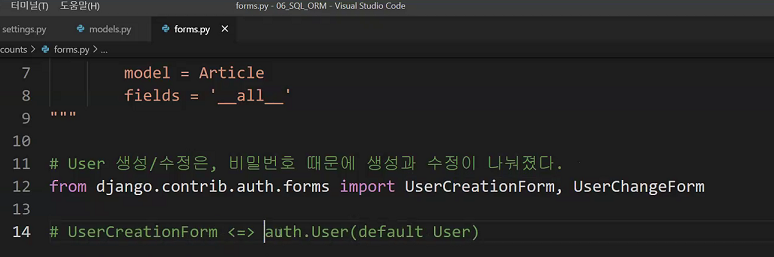 터미널(T) 도움말(H) forms.py - 06_SQL_ORM - Visual Studio Code
settings.py models.py forms.py ×
counts > forms.py > ...
7 model = Article
8 fields = '__all__'
9 """
10
11 # User 생성/수정은, 비밀번호 때문에 생성과 수정이 나눠졌다.
12 from django.contrib.auth.forms import UserCreationForm, UserChangeForm
13
14 # UserCreationForm <=> auth.User(default User)